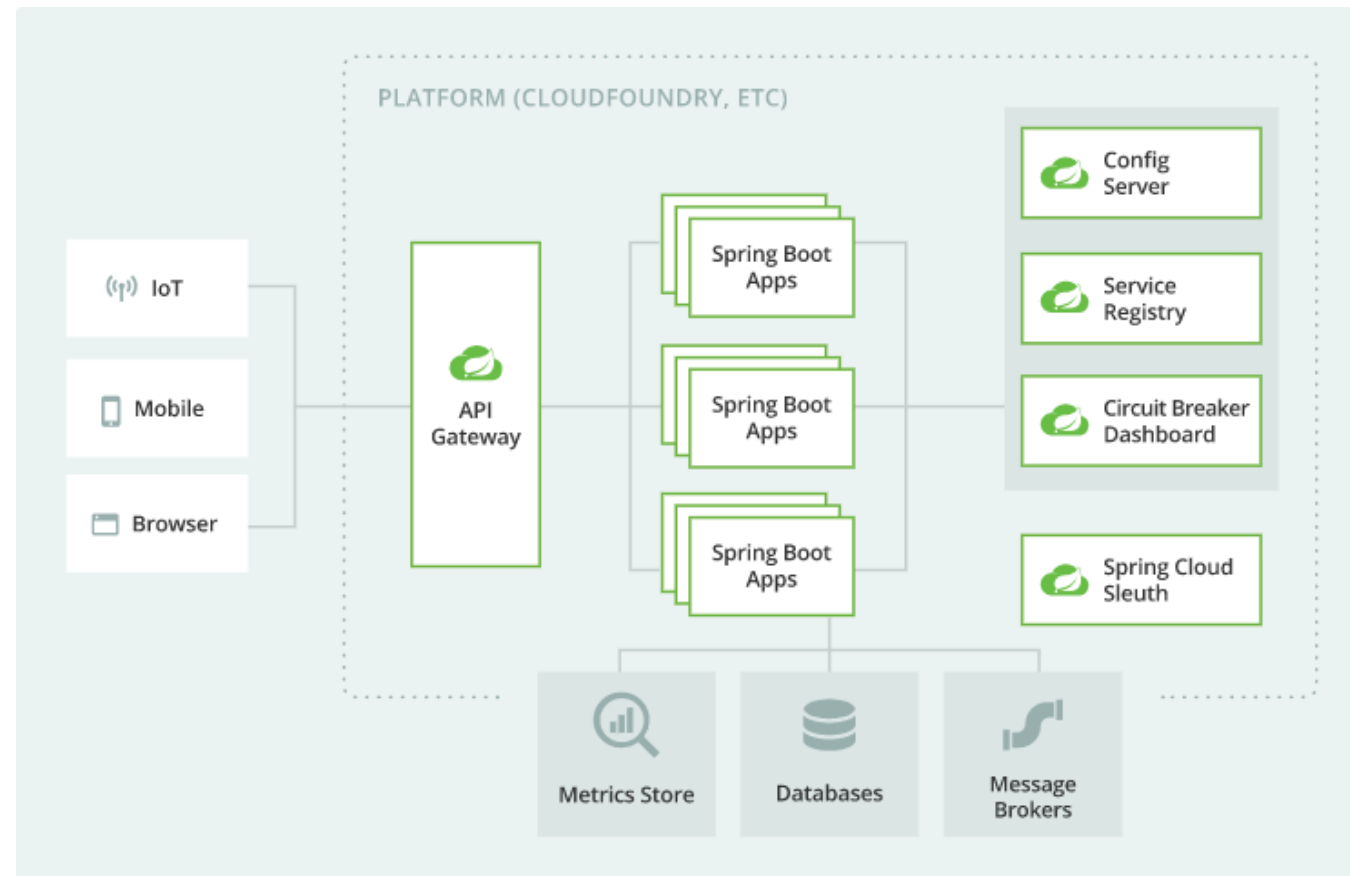 PLATFORM (CLOUDFOUNDRY, ETC)
IoT
Mobile
Browser
API
Gateway
Spring Boot
Apps
Spring Boot
Apps
Spring Boot
Apps
Config
Server
Service
Registry
Circuit Breaker
Dashboard
Spring Cloud
Sleuth
Metrics Store
Databases
Message
Brokers